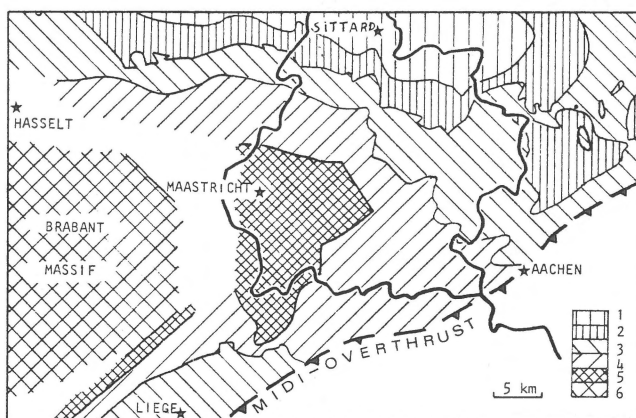 SITTARD
HASSELT
MAASTRICHT
BRABANT
MASSIF
AACHEN
MIDI-OVERTHRUST
LIEGE
5 km
1
2
3
4
5
6